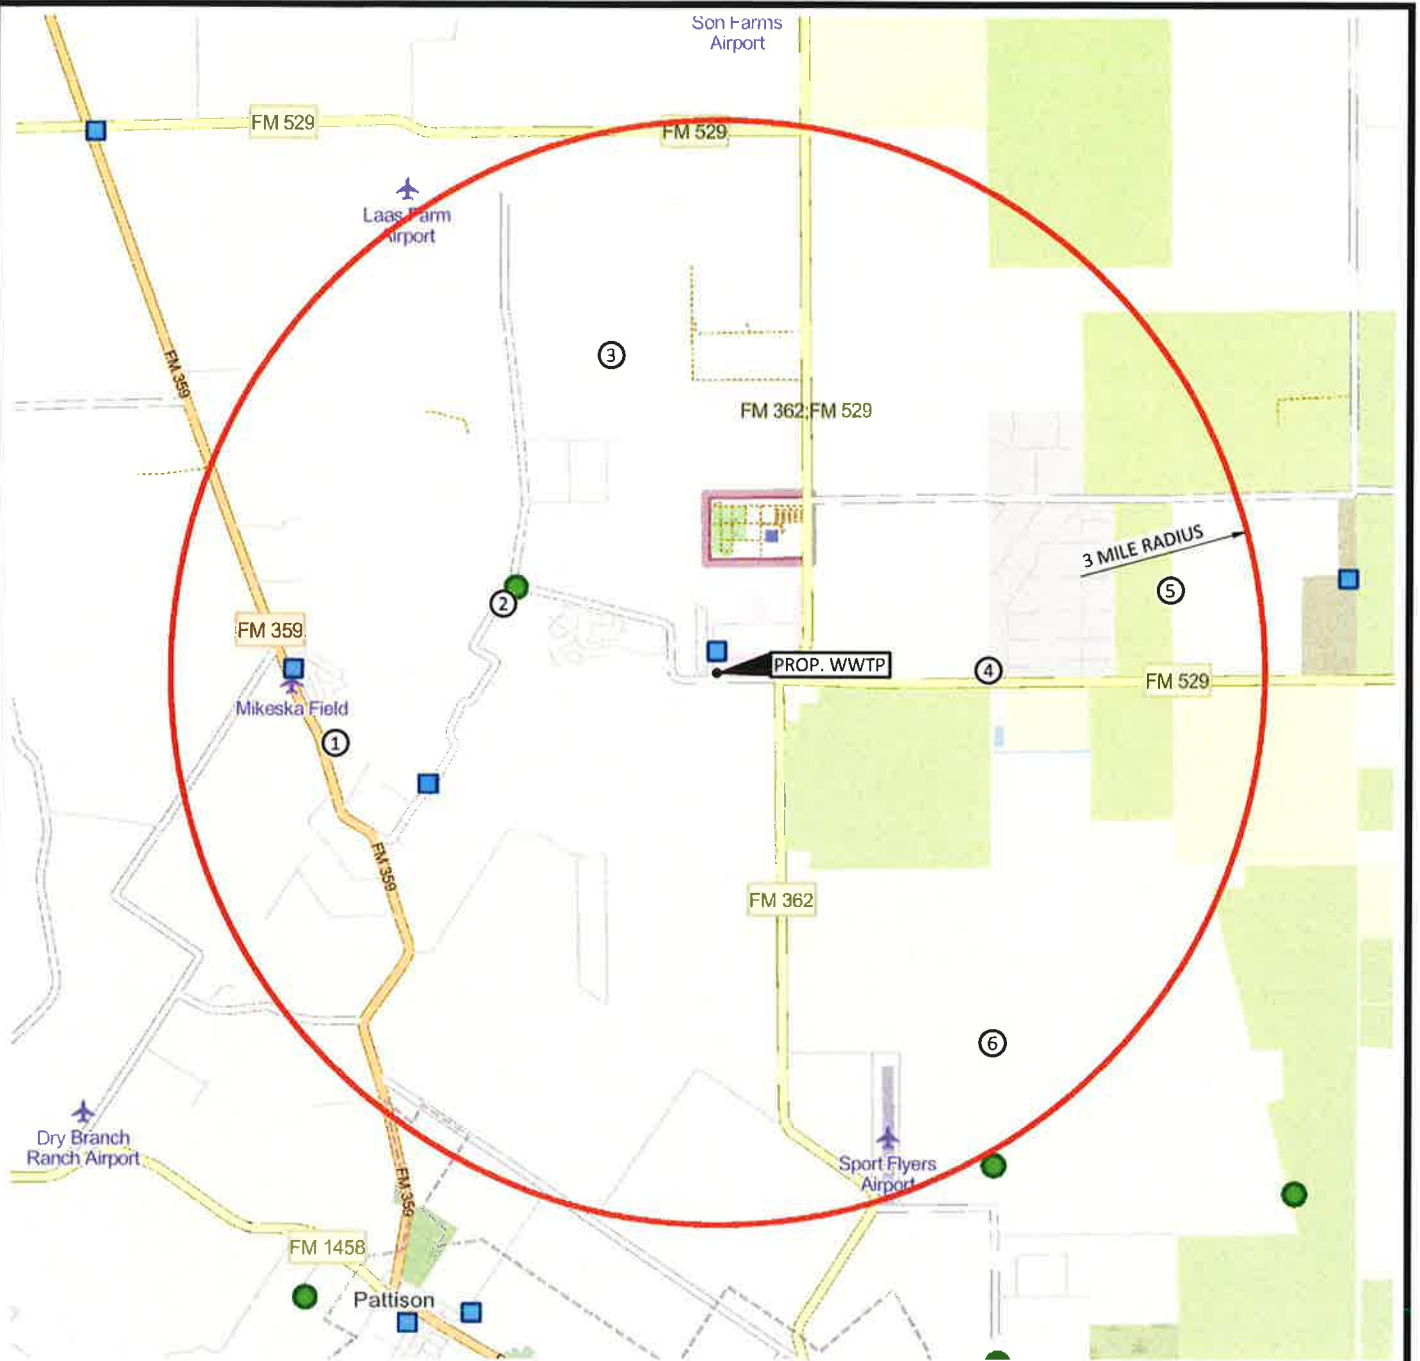 Son Farms
Airport
FM 529
FM 529
Laas Farm
Airport
FM 359
3
FM 362;FM 529
3 MILE RADIUS
5
2
FM 359
PROP. WWTP
4
FM 529
Mikeska Field
1
FM 359
FM 362
6
Dry Branch
Ranch Airport
Sport Flyers
Airport
FM 359
FM 1458
Pattison